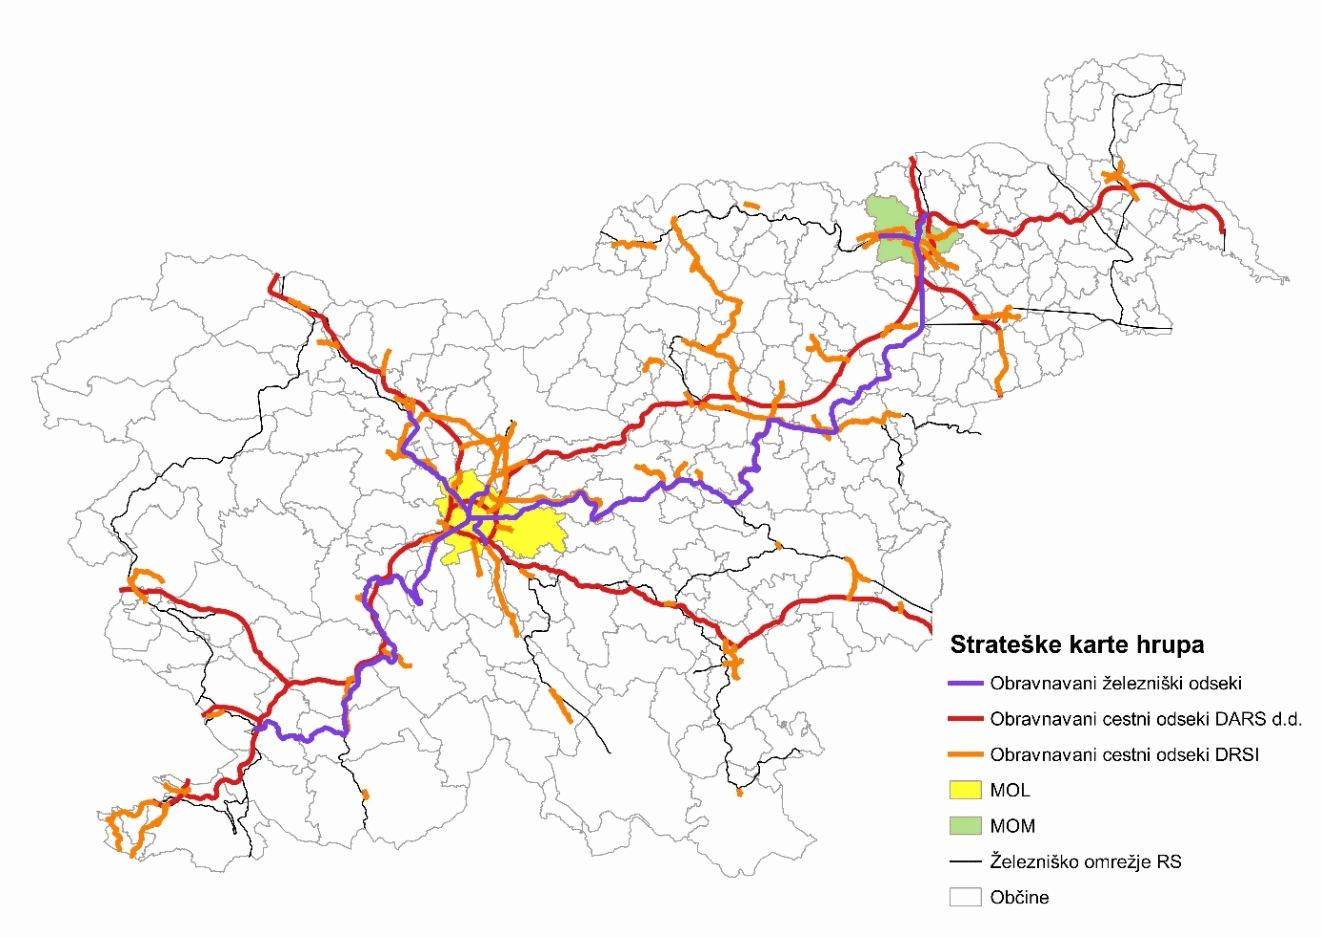 Strateške karte hrupa
Obravnavani železniški odseki
Obravnavani cestni odseki DARS d.d.
Obravnavani cestni odseki DRSI
MOL
MOM
Železniško omrežje RS
Občine